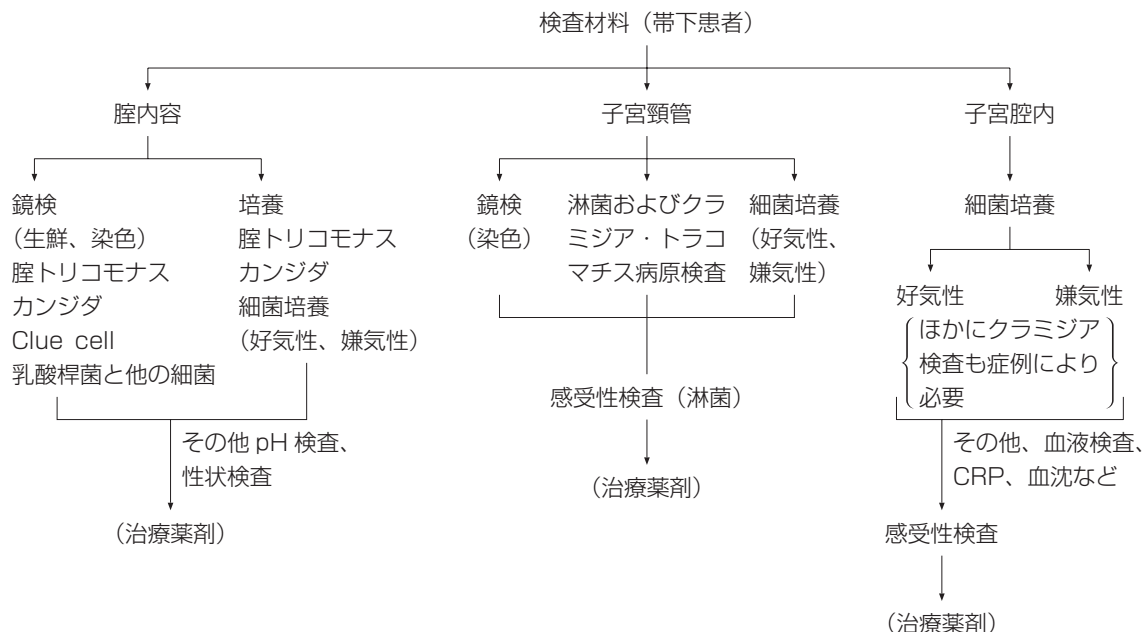 検査材料（帯下患者）
腟内容
子宮頸管
子宮腔内
鏡検
（生鮮、染色）
腟トリコモナス
カンジダ
Clue cell
乳酸桿菌と他の細菌
培養
腟トリコモナス
カンジダ
細菌培養
（好気性、嫌気性）
その他 pH 検査、
性状検査
（治療薬剤）
鏡検
（染色）
淋菌およびクラ
ミジア・トラコ
マチス病原検査
細菌培養
（好気性、
嫌気性）
感受性検査（淋菌）
（治療薬剤）
細菌培養
好気性
嫌気性
ほかにクラミジア
検査も症例により
必要
その他、血液検査、
CRP、血沈など
感受性検査
（治療薬剤）